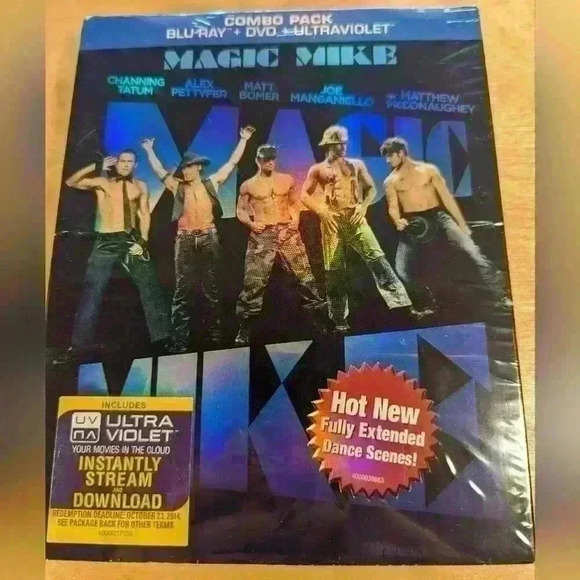 COMBO PACK
BLU-RAY + DVD + ULTRAVIOLET
MAGIC MIKE
CHANNING TATUM
ALEX PETTYFER
MATT BOMER
JOE MANGANIELLO
MATTHEW McCONAUGHEY
MAGIC
MIKE
INCLUDES
UV
ULTRA
VIOLET
YOUR MOVIES IN THE CLOUD
INSTANTLY
STREAM
AND
DOWNLOAD
REDEMPTION DEADLINE: OCTOBER 23, 2014
SEE PACKAGE BACK FOR OTHER TERMS
Hot New
Fully Extended
Dance Scenes!